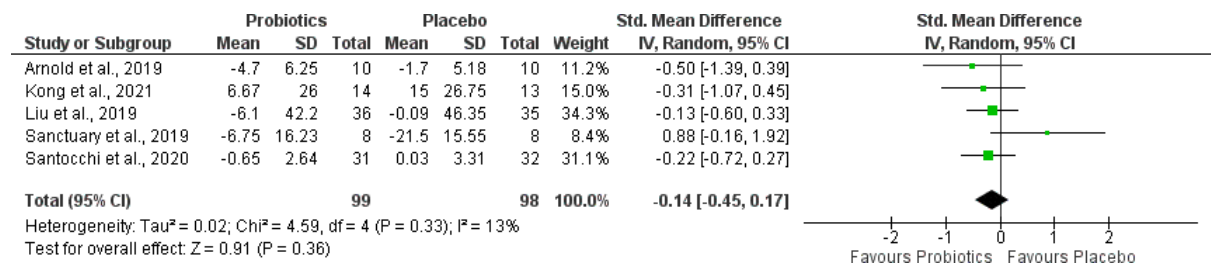 Probiotics Placebo Std. Mean Difference Std. Mean Difference
Study or Subgroup Mean SD Total Mean SD Total Weight IV, Random, 95% CI IV, Random, 95% CI
Arnold et al., 2019 -4.7 6.25 10 -1.7 5.18 10 11.2% -0.50 [-1.39, 0.39]
Kong et al., 2021 6.67 26 14 15 26.75 13 15.0% -0.31 [-1.07, 0.45]
Liu et al., 2019 -6.1 42.2 36 -0.09 46.35 35 34.3% -0.13 [-0.60, 0.33]
Sanctuary et al., 2019 -6.75 16.23 8 -21.5 15.55 8 8.4% 0.88 [-0.16, 1.92]
Santocchi et al., 2020 -0.65 2.64 31 0.03 3.31 32 31.1% -0.22 [-0.72, 0.27]
Total (95% CI) 99 98 100.0% -0.14 [-0.45, 0.17]
Heterogeneity: Tau² = 0.02; Chi² = 4.59, df = 4 (P = 0.33); I² = 13%
Test for overall effect: Z = 0.91 (P = 0.36)
-2 -1 0 1 2
Favours Probiotics Favours Placebo